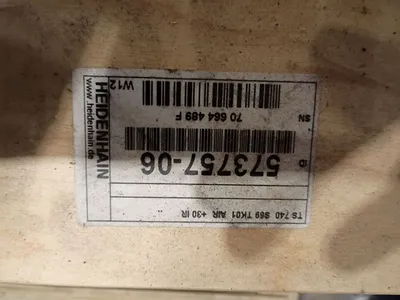 TS 740 S69 TK01 AIR +30 IR
ID
573757-06
SN
70 664 489 F
W12
HEIDENHAIN
www.heidenhain.de